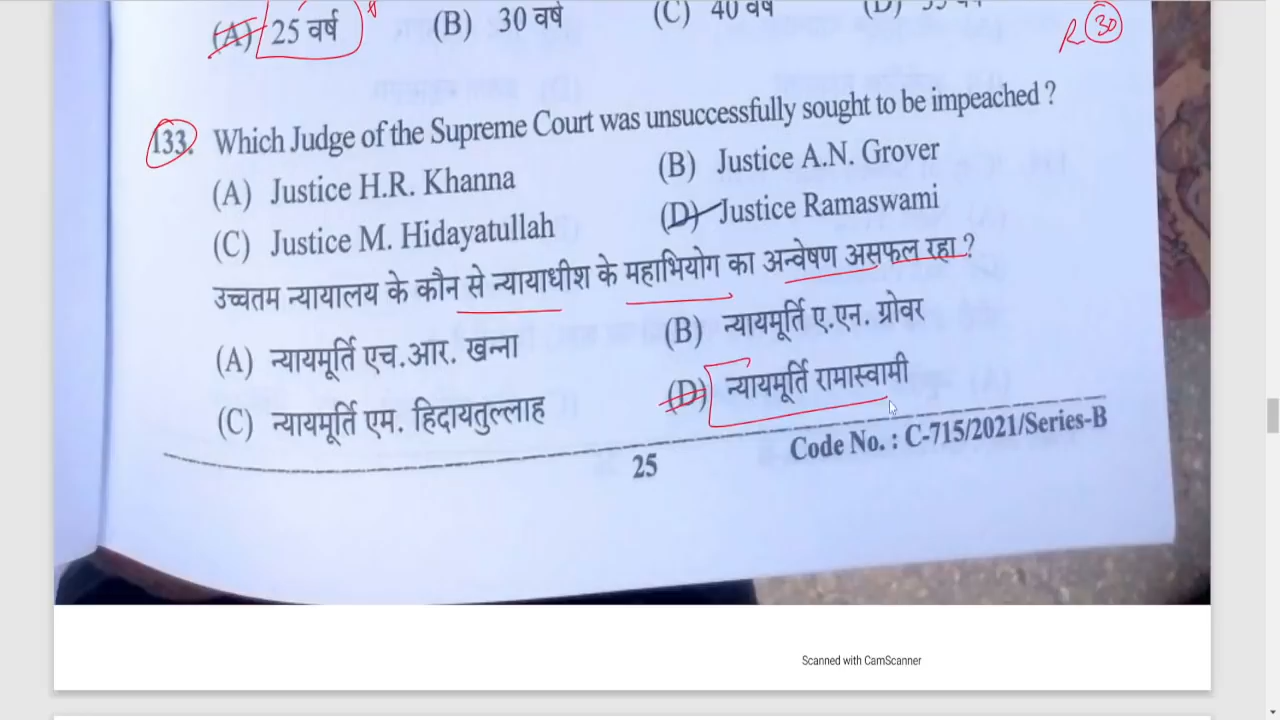 (A) 25 वर्ष (B) 30 वर्ष (C) 40 वर्ष (D)
R 30
133. Which Judge of the Supreme Court was unsuccessfully sought to be impeached ?
(A) Justice H.R. Khanna (B) Justice A.N. Grover
(C) Justice M. Hidayatullah (D) Justice Ramaswami
उच्चतम न्यायालय के कौन से न्यायाधीश के महाभियोग का अन्वेषण असफल रहा ?
(A) न्यायमूर्ति एच.आर. खन्ना (B) न्यायमूर्ति ए.एन. ग्रोवर
(C) न्यायमूर्ति एम. हिदायतुल्लाह (D) न्यायमूर्ति रामास्वामी
25 Code No. : C-715/2021/Series-B
Scanned with CamScanner